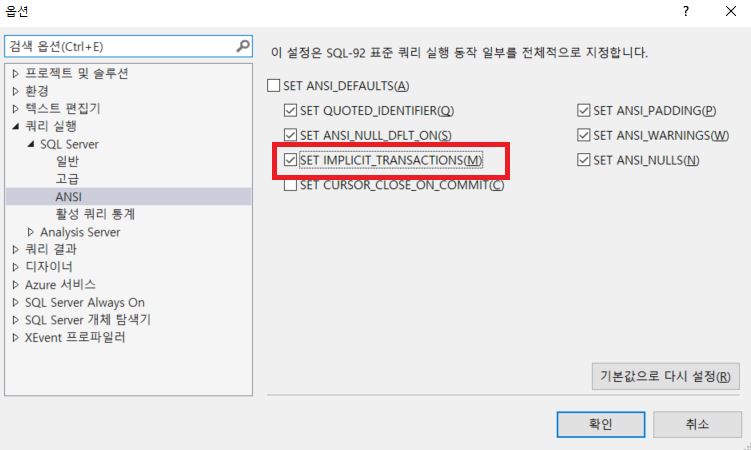 옵션
?
검색 옵션(Ctrl+E)
프로젝트 및 솔루션
환경
텍스트 편집기
쿼리 실행
SQL Server
일반
고급
ANSI
활성 쿼리 통계
Analysis Server
쿼리 결과
디자이너
Azure 서비스
SQL Server Always On
SQL Server 개체 탐색기
XEvent 프로파일러
이 설정은 SQL-92 표준 쿼리 실행 동작 일부를 전체적으로 지정합니다.
SET ANSI_DEFAULTS(A)
SET QUOTED_IDENTIFIER(Q)
SET ANSI_PADDING(P)
SET ANSI_NULL_DFLT_ON(S)
SET ANSI_WARNINGS(W)
SET IMPLICIT_TRANSACTIONS(M)
SET ANSI_NULLS(N)
SET CURSOR_CLOSE_ON_COMMIT(C)
기본값으로 다시 설정(R)
확인
취소